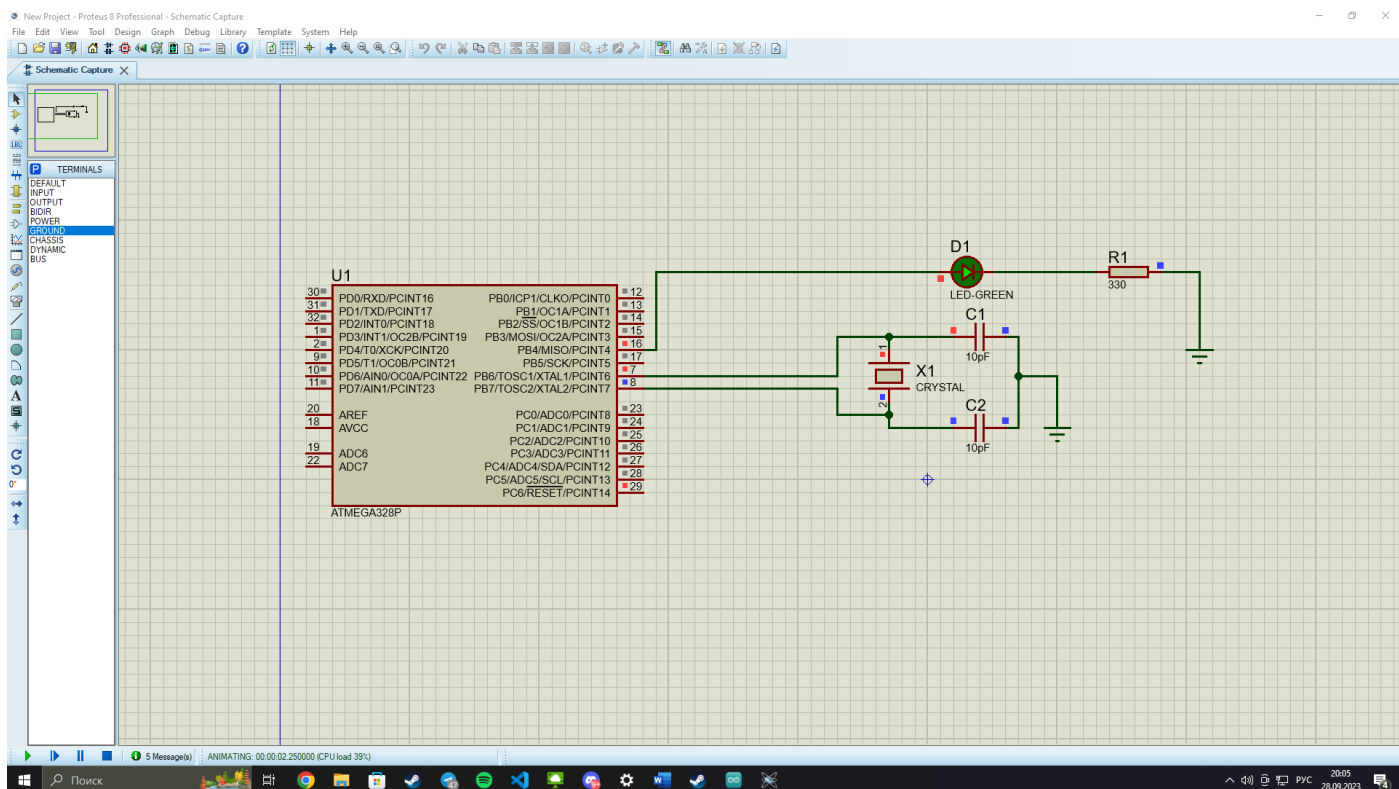 New Project - Proteus 8 Professional - Schematic Capture
File Edit View Tool Design Graph Debug Library Template System Help
Schematic Capture
LBL
P TERMINALS
DEFAULT
INPUT
OUTPUT
BIDIR
POWER
GROUND
CHASSIS
DYNAMIC
BUS
A
S
0°
U1
30 PD0/RXD/PCINT16 PB0/ICP1/CLKO/PCINT0 12
31 PD1/TXD/PCINT17 PB1/OC1A/PCINT1 13
32 PD2/INT0/PCINT18 PB2/SS/OC1B/PCINT2 14
1 PD3/INT1/OC2B/PCINT19 PB3/MOSI/OC2A/PCINT3 15
2 PD4/T0/XCK/PCINT20 PB4/MISO/PCINT4 16
9 PD5/T1/OC0B/PCINT21 PB5/SCK/PCINT5 17
10 PD6/AIN0/OC0A/PCINT22 PB6/TOSC1/XTAL1/PCINT6 7
11 PD7/AIN1/PCINT23 PB7/TOSC2/XTAL2/PCINT7 8
20 AREF PC0/ADC0/PCINT8 23
18 AVCC PC1/ADC1/PCINT9 24
PC2/ADC2/PCINT10 25
19 ADC6 PC3/ADC3/PCINT11 26
22 ADC7 PC4/ADC4/SDA/PCINT12 27
PC5/ADC5/SCL/PCINT13 28
PC6/RESET/PCINT14 29
ATMEGA328P
D1
LED-GREEN
R1
330
C1
10pF
1
X1
CRYSTAL
2
C2
10pF
5 Message(s) ANIMATING: 00:00:02.250000 (CPU load 39%)
Поиск
47
РУС
20:05
28.09.2023
4